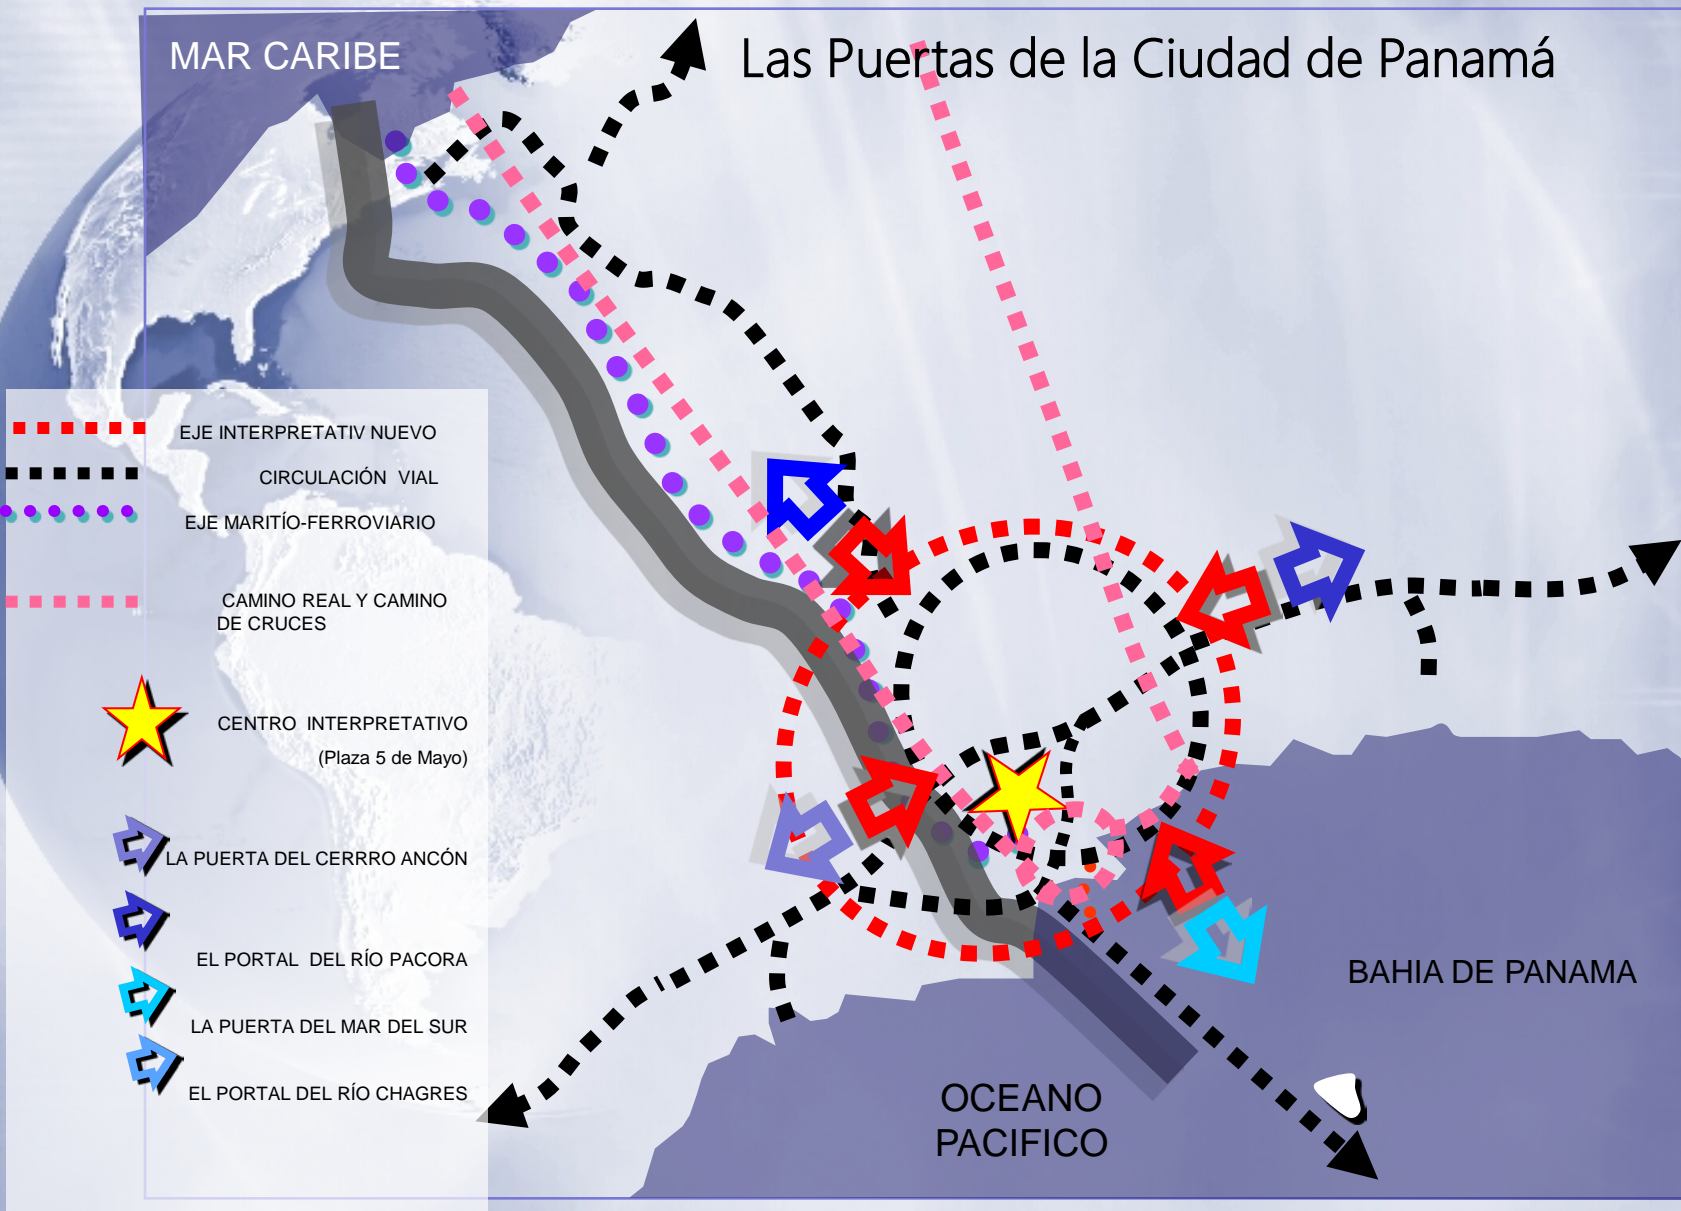 MAR CARIBE
Las Puertas de la Ciudad de Panamá
EJE INTERPRETATIV NUEVO
CIRCULACIÓN VIAL
EJE MARITÍO-FERROVIARIO
CAMINO REAL Y CAMINO
DE CRUCES
CENTRO INTERPRETATIVO
(Plaza 5 de Mayo)
LA PUERTA DEL CERRRO ANCÓN
EL PORTAL DEL RÍO PACORA
LA PUERTA DEL MAR DEL SUR
EL PORTAL DEL RÍO CHAGRES
BAHIA DE PANAMA
OCEANO
PACIFICO